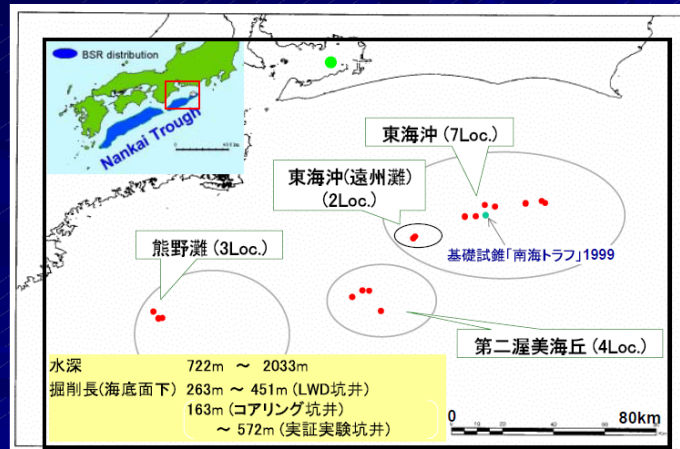 BSR distribution
Nankai Trough
東海沖 (7Loc.)
東海沖(遠州灘)
(2Loc.)
基礎試錐「南海トラフ」1999
熊野灘 (3Loc.)
第二渥美海丘 (4Loc.)
水深 722m ～ 2033m
掘削長(海底面下) 263m ～ 451m (LWD坑井)
163m (コアリング坑井)
～ 572m (実証実験坑井)
0 80km